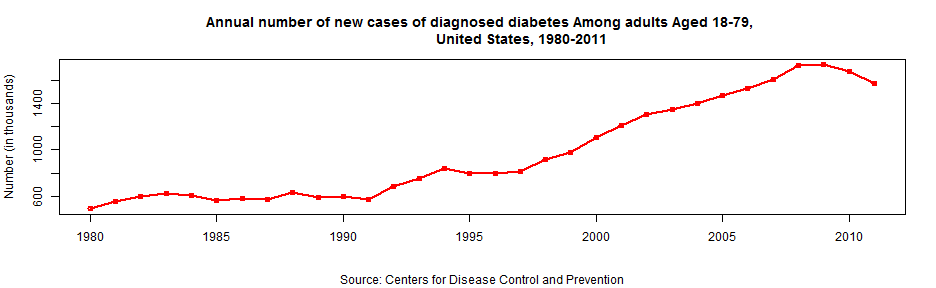 Annual number of new cases of diagnosed diabetes Among adults Aged 18-79,
United States, 1980-2011
Number (in thousands)
1400
1000
600
1980 1985 1990 1995 2000 2005 2010
Source: Centers for Disease Control and Prevention